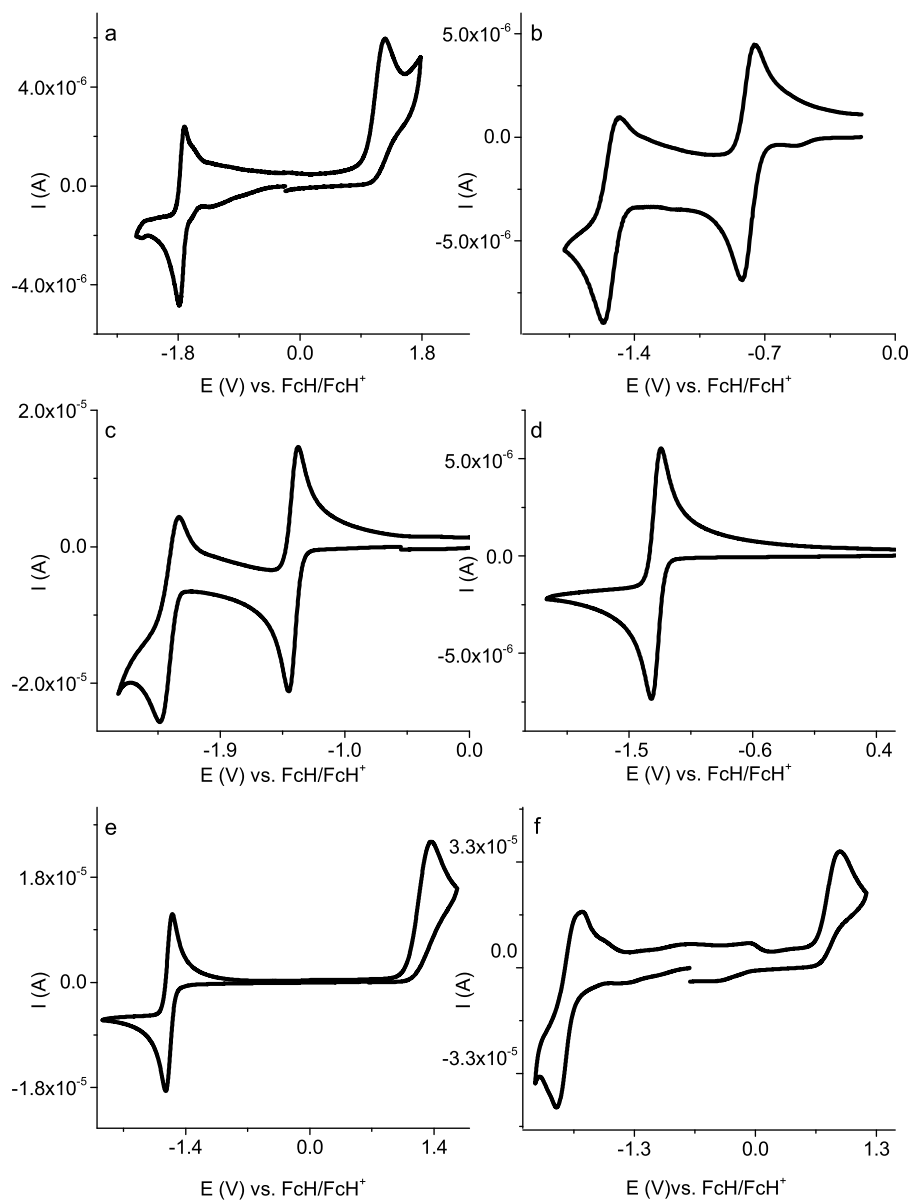 a
4.0x10⁻⁶
0.0
-4.0x10⁻⁶
I (A)
-1.8 0.0 1.8
E (V) vs. FcH/FcH⁺
b
5.0x10⁻⁶
0.0
-5.0x10⁻⁶
I (A)
-1.4 -0.7 0.0
E (V) vs. FcH/FcH⁺
c
2.0x10⁻⁵
0.0
-2.0x10⁻⁵
I (A)
-1.9 -1.0 0.0
E (V) vs. FcH/FcH⁺
d
5.0x10⁻⁶
0.0
-5.0x10⁻⁶
I (A)
-1.5 -0.6 0.4
E (V) vs. FcH/FcH⁺
e
1.8x10⁻⁵
0.0
-1.8x10⁻⁵
I (A)
-1.4 0.0 1.4
E (V) vs. FcH/FcH⁺
f
3.3x10⁻⁵
0.0
-3.3x10⁻⁵
I (A)
-1.3 0.0 1.3
E (V)vs. FcH/FcH⁺